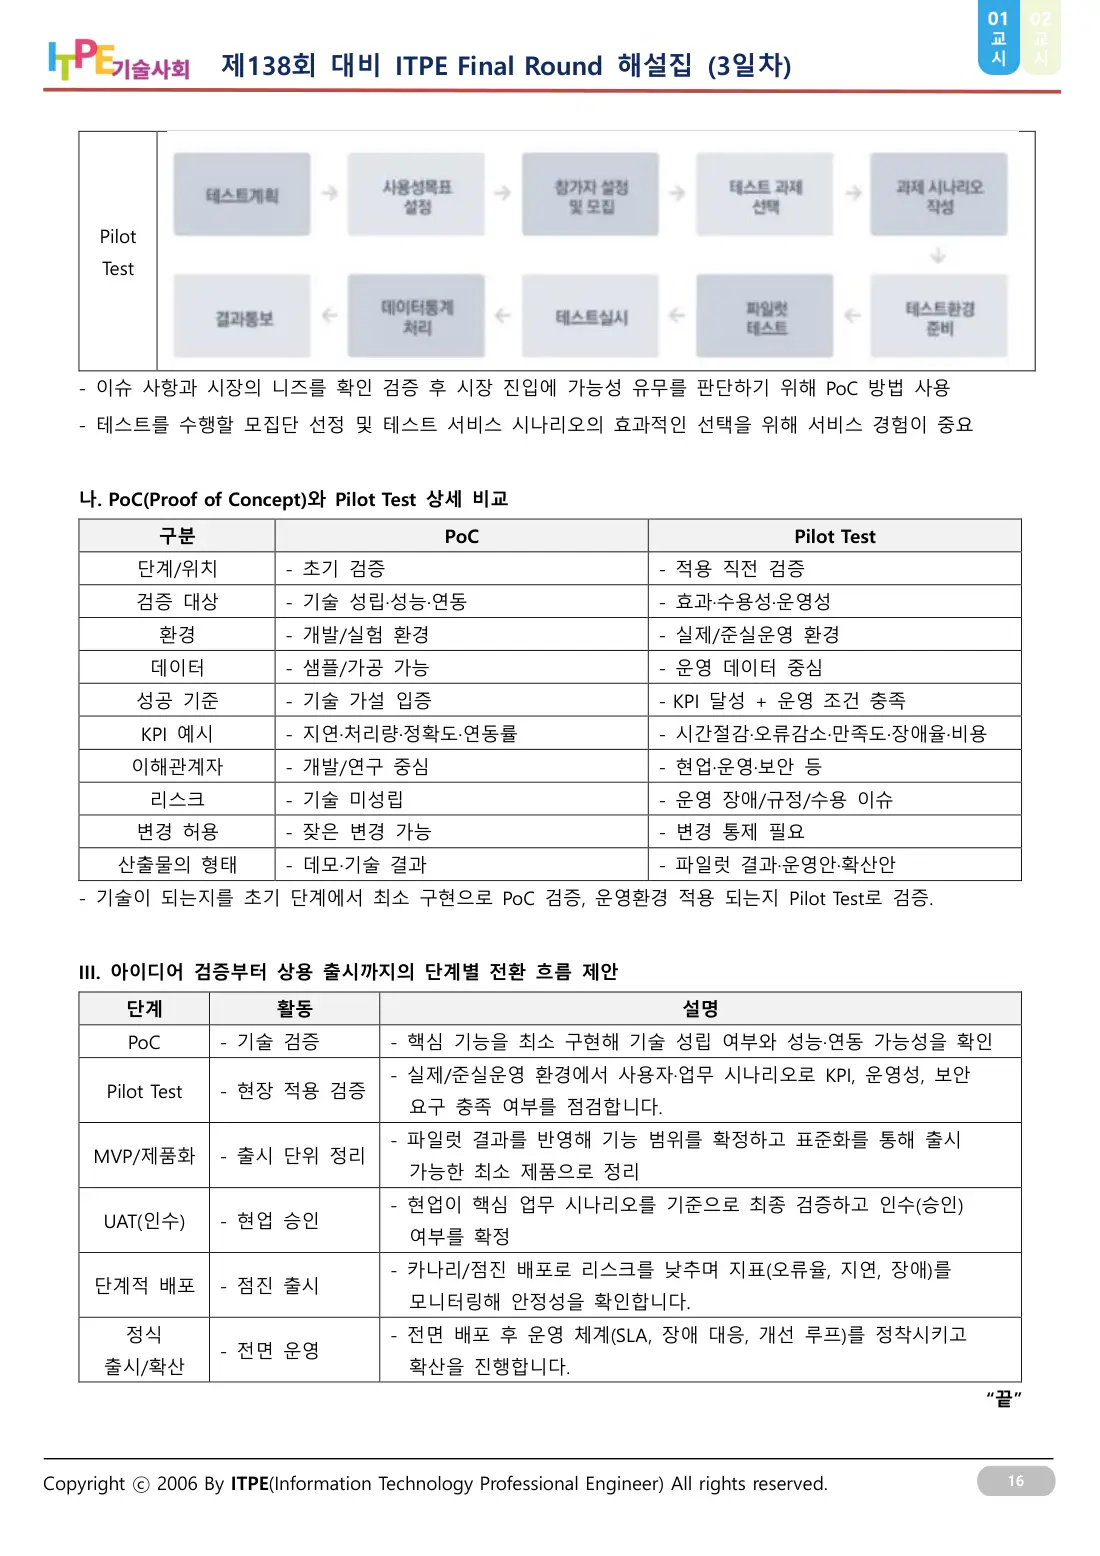 ITPE기술사회 제138회 대비 ITPE Final Round 해설집 (3일차)
01 교시
02 교시
Pilot Test
테스트계획 → 사용성목표 설정 → 참가자 설정 및 모집 → 테스트 과제 선택 → 과제 시나리오 작성
↓
결과통보 ← 데이터통계 처리 ← 테스트실시 ← 파일럿 테스트 ← 테스트환경 준비
- 이슈 사항과 시장의 니즈를 확인 검증 후 시장 진입에 가능성 유무를 판단하기 위해 PoC 방법 사용
- 테스트를 수행할 모집단 선정 및 테스트 서비스 시나리오의 효과적인 선택을 위해 서비스 경험이 중요
나. PoC(Proof of Concept)와 Pilot Test 상세 비교
구분 PoC Pilot Test
단계/위치 - 초기 검증 - 적용 직전 검증
검증 대상 - 기술 성립·성능·연동 - 효과·수용성·운영성
환경 - 개발/실험 환경 - 실제/준실운영 환경
데이터 - 샘플/가공 가능 - 운영 데이터 중심
성공 기준 - 기술 가설 입증 - KPI 달성 + 운영 조건 충족
KPI 예시 - 지연·처리량·정확도·연동률 - 시간절감·오류감소·만족도·장애율·비용
이해관계자 - 개발/연구 중심 - 현업·운영·보안 등
리스크 - 기술 미성립 - 운영 장애/규정/수용 이슈
변경 허용 - 잦은 변경 가능 - 변경 통제 필요
산출물의 형태 - 데모·기술 결과 - 파일럿 결과·운영안·확산안
- 기술이 되는지를 초기 단계에서 최소 구현으로 PoC 검증, 운영환경 적용 되는지 Pilot Test로 검증.
III. 아이디어 검증부터 상용 출시까지의 단계별 전환 흐름 제안
단계 활동 설명
PoC - 기술 검증 - 핵심 기능을 최소 구현해 기술 성립 여부와 성능·연동 가능성을 확인
Pilot Test - 현장 적용 검증 - 실제/준실운영 환경에서 사용자·업무 시나리오로 KPI, 운영성, 보안
요구 충족 여부를 점검합니다.
MVP/제품화 - 출시 단위 정리 - 파일럿 결과를 반영해 기능 범위를 확정하고 표준화를 통해 출시
가능한 최소 제품으로 정리
UAT(인수) - 현업 승인 - 현업이 핵심 업무 시나리오를 기준으로 최종 검증하고 인수(승인)
여부를 확정
단계적 배포 - 점진 출시 - 카나리/점진 배포로 리스크를 낮추며 지표(오류율, 지연, 장애)를
모니터링해 안정성을 확인합니다.
정식 출시/확산 - 전면 운영 - 전면 배포 후 운영 체계(SLA, 장애 대응, 개선 루프)를 정착시키고
확산을 진행합니다.
“끝”
Copyright ⓒ 2006 By ITPE(Information Technology Professional Engineer) All rights reserved. 16